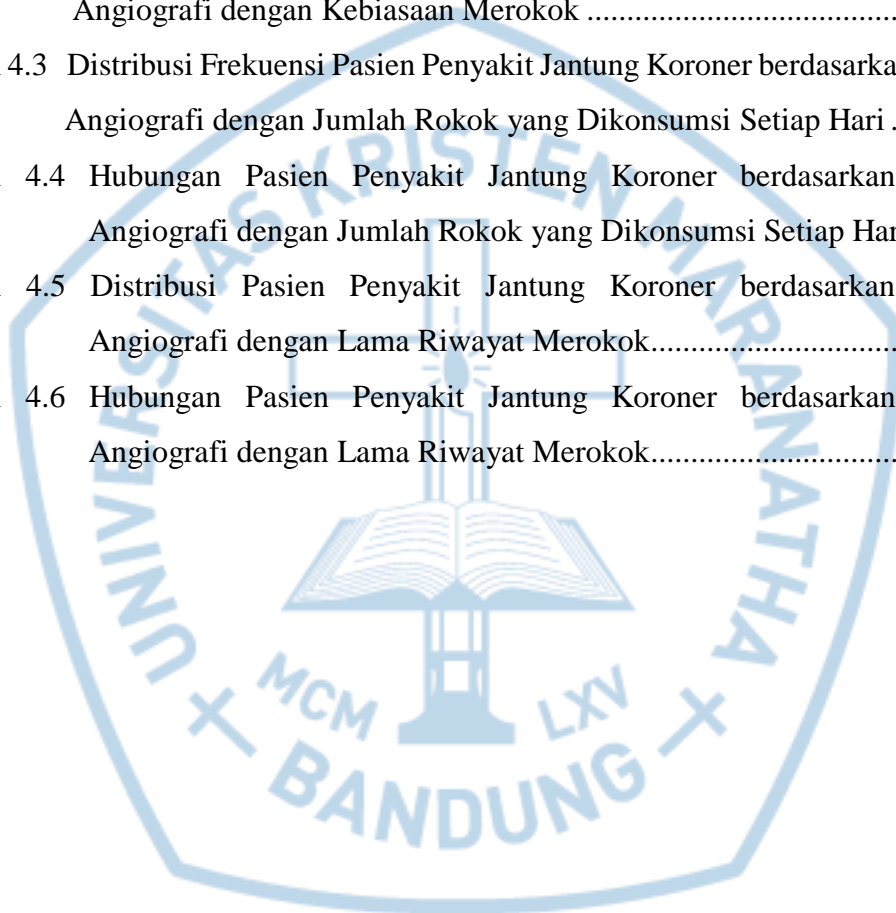 Angiografi dengan Kebiasaan Merokok ......................................
4.3 Distribusi Frekuensi Pasien Penyakit Jantung Koroner berdasarka
Angiografi dengan Jumlah Rokok yang Dikonsumsi Setiap Hari .
4.4 Hubungan Pasien Penyakit Jantung Koroner berdasarkan
Angiografi dengan Jumlah Rokok yang Dikonsumsi Setiap Har
4.5 Distribusi Pasien Penyakit Jantung Koroner berdasarkan
Angiografi dengan Lama Riwayat Merokok..............................
4.6 Hubungan Pasien Penyakit Jantung Koroner berdasarkan
Angiografi dengan Lama Riwayat Merokok..............................
UNIVERSITAS KRISTEN MARANATHA
MCM LXV
BANDUNG